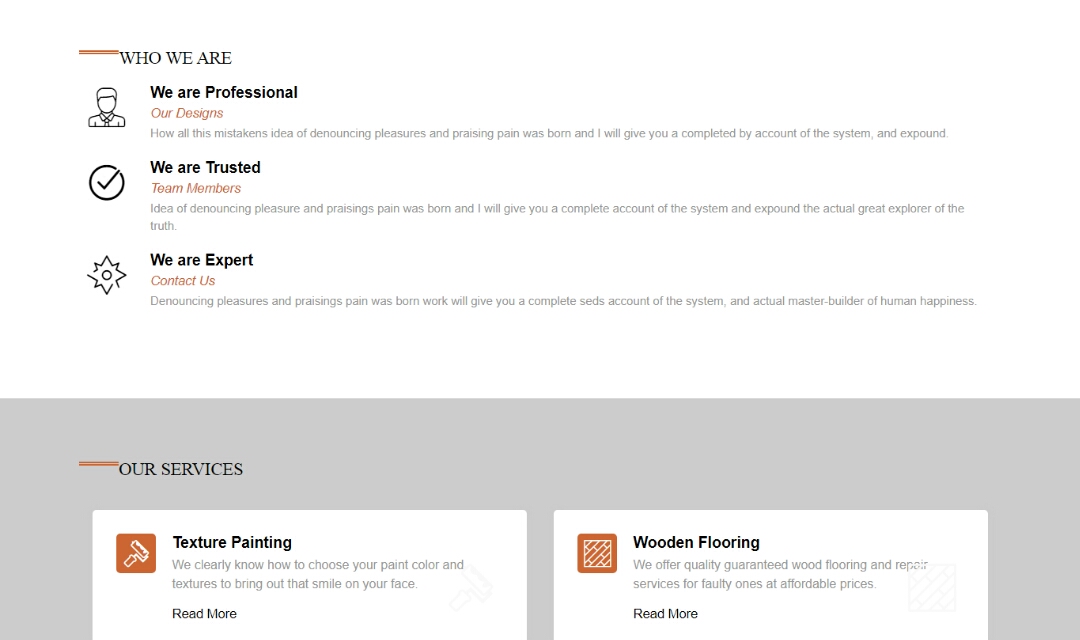 WHO WE ARE
We are Professional
Our Designs
How all this mistakens idea of denouncing pleasures and praising pain was born and I will give you a completed by account of the system, and expound.
We are Trusted
Team Members
Idea of denouncing pleasure and praisings pain was born and I will give you a complete account of the system and expound the actual great explorer of the
truth.
We are Expert
Contact Us
Denouncing pleasures and praisings pain was born work will give you a complete seds account of the system, and actual master-builder of human happiness.
OUR SERVICES
Texture Painting
We clearly know how to choose your paint color and
textures to bring out that smile on your face.
Read More
Wooden Flooring
We offer quality guaranteed wood flooring and repair
services for faulty ones at affordable prices.
Read More